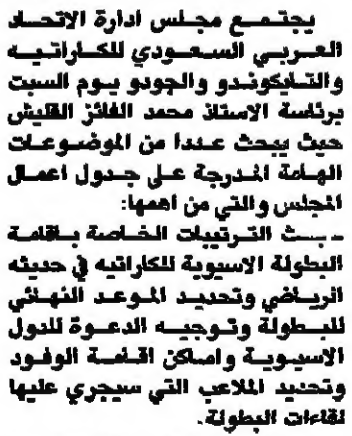 يجتمع مجلس ادارة الاتحاد
العربي السعودي للكاراتيه
والتايكوندو والجودو يوم السبت
برئاسة الاستاذ محمد الفائز القليش
حيث يبحث عددا من الموضوعات
الهامة المدرجة على جدول اعمال
المجلس والتي من اهمها:
ـ بحث الترتيبات الخاصة باقامة
البطولة الاسيوية للكاراتيه في حديثه
الرياضي وتحديد الموعد النهائي
للبطولة وتوجيه الدعوة للدول
الاسيوية واماكن اقامة الوفود
وتحديد الملاعب التي سيجري عليها
لقاءات البطولة.